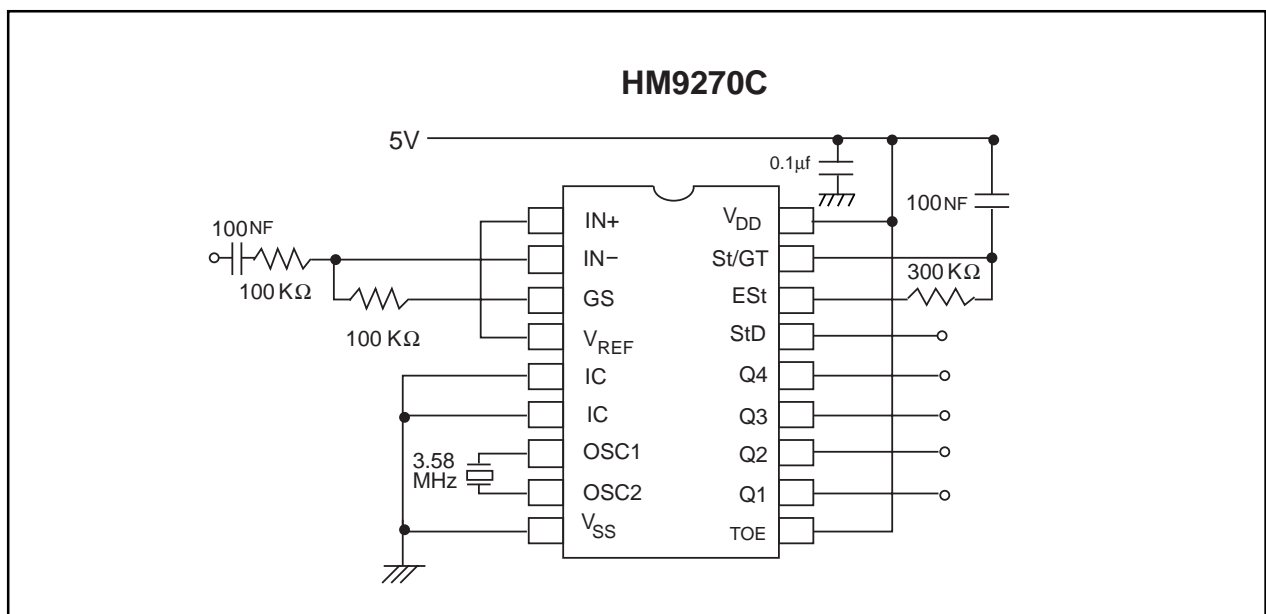 HM9270C
5V
0.1μf
100NF
100NF
100 KΩ
100 KΩ
300 KΩ
IN+
IN−
GS
VREF
IC
IC
OSC1
OSC2
VSS
3.58
MHz
VDD
St/GT
ESt
StD
Q4
Q3
Q2
Q1
TOE